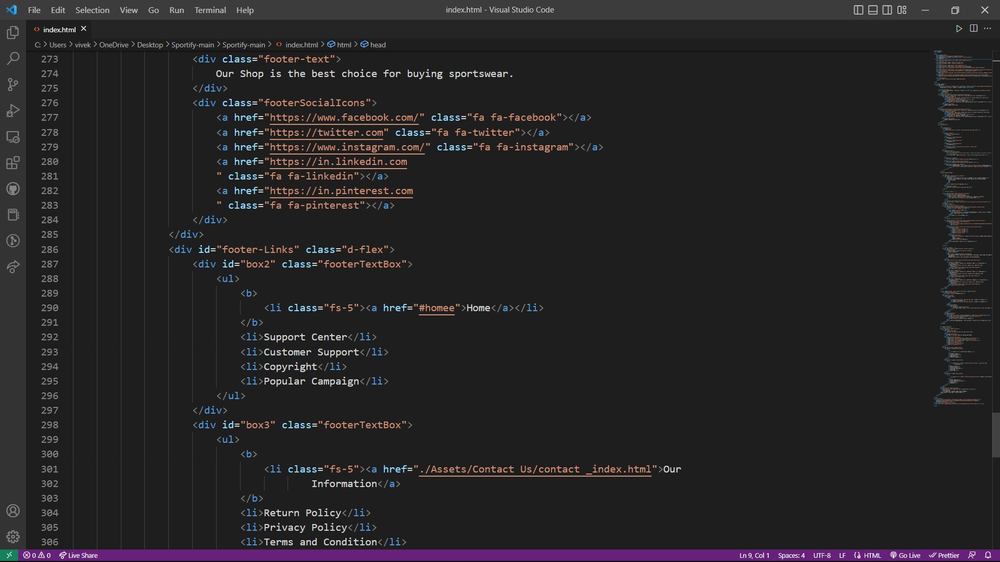 File Edit Selection View Go Run Terminal Help index.html - Visual Studio Code
index.html
C: > Users > vivek > OneDrive > Desktop > Sportify-main > Sportify-main > index.html > html > head
273 <div class="footer-text">
274 Our Shop is the best choice for buying sportswear.
275 </div>
276 <div class="footerSocialIcons">
277 <a href="https://www.facebook.com/" class="fa fa-facebook"></a>
278 <a href="https://twitter.com" class="fa fa-twitter"></a>
279 <a href="https://www.instagram.com/" class="fa fa-instagram"></a>
280 <a href="https://in.linkedin.com
281 " class="fa fa-linkedin"></a>
282 <a href="https://in.pinterest.com
283 " class="fa fa-pinterest"></a>
284 </div>
285 </div>
286 <div id="footer-Links" class="d-flex">
287 <div id="box2" class="footerTextBox">
288 <ul>
289 <b>
290 <li class="fs-5"><a href="#homee">Home</a></li>
291 </b>
292 <li>Support Center</li>
293 <li>Customer Support</li>
294 <li>Copyright</li>
295 <li>Popular Campaign</li>
296 </ul>
297 </div>
298 <div id="box3" class="footerTextBox">
299 <ul>
300 <b>
301 <li class="fs-5"><a href="./Assets/Contact Us/contact _index.html">Our
302 Information</a>
303 </b>
304 <li>Return Policy</li>
305 <li>Privacy Policy</li>
306 <li>Terms and Condition</li>
0 0 Live Share Ln 9, Col 1 Spaces: 4 UTF-8 LF HTML Go Live Prettier